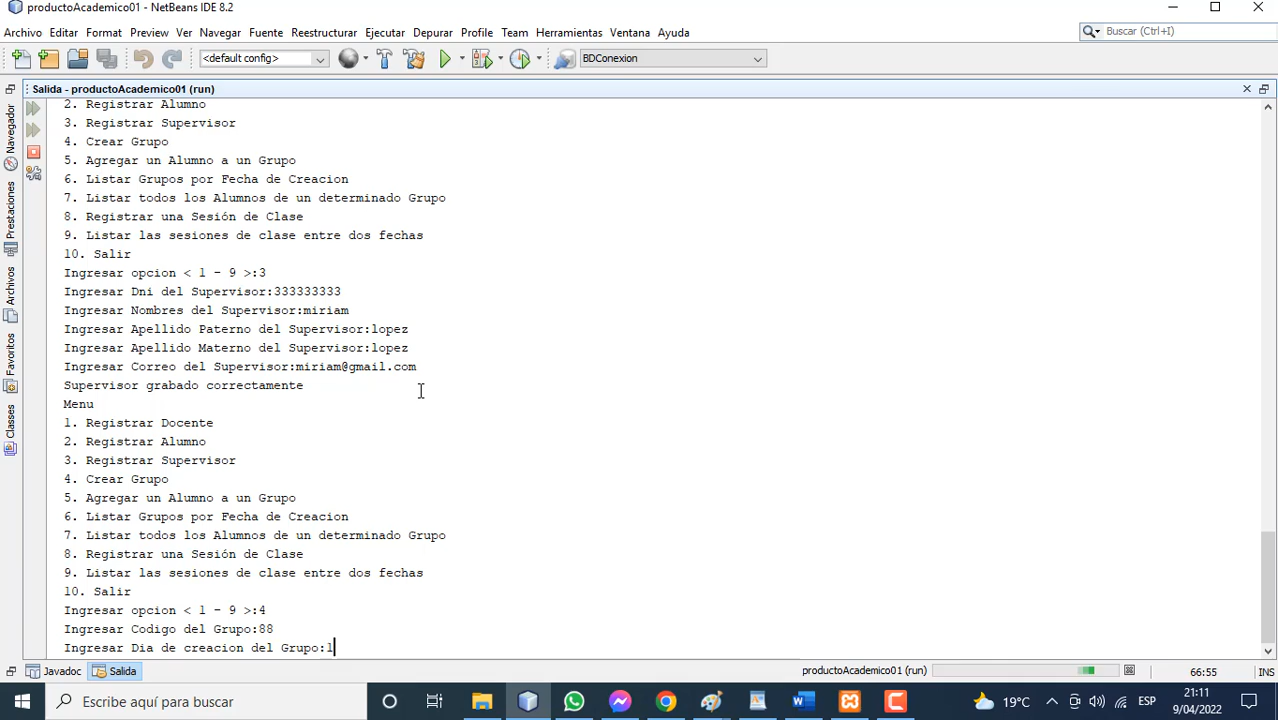 productoAcademico01 - NetBeans IDE 8.2
Archivo Editar Format Preview Ver Navegar Fuente Reestructurar Ejecutar Depurar Profile Team Herramientas Ventana Ayuda
Buscar (Ctrl+I)
<default config>
BDConexion
Salida - productoAcademico01 (run)
Navegador
Prestaciones
Archivos
Favoritos
Classes
2. Registrar Alumno
3. Registrar Supervisor
4. Crear Grupo
5. Agregar un Alumno a un Grupo
6. Listar Grupos por Fecha de Creacion
7. Listar todos los Alumnos de un determinado Grupo
8. Registrar una Sesión de Clase
9. Listar las sesiones de clase entre dos fechas
10. Salir
Ingresar opcion < 1 - 9 >:3
Ingresar Dni del Supervisor:333333333
Ingresar Nombres del Supervisor:miriam
Ingresar Apellido Paterno del Supervisor:lopez
Ingresar Apellido Materno del Supervisor:lopez
Ingresar Correo del Supervisor:miriam@gmail.com
Supervisor grabado correctamente
Menu
1. Registrar Docente
2. Registrar Alumno
3. Registrar Supervisor
4. Crear Grupo
5. Agregar un Alumno a un Grupo
6. Listar Grupos por Fecha de Creacion
7. Listar todos los Alumnos de un determinado Grupo
8. Registrar una Sesión de Clase
9. Listar las sesiones de clase entre dos fechas
10. Salir
Ingresar opcion < 1 - 9 >:4
Ingresar Codigo del Grupo:88
Ingresar Dia de creacion del Grupo:1
Javadoc Salida
productoAcademico01 (run)
66:55 INS
Escribe aquí para buscar
19°C
ESP
21:11
9/04/2022